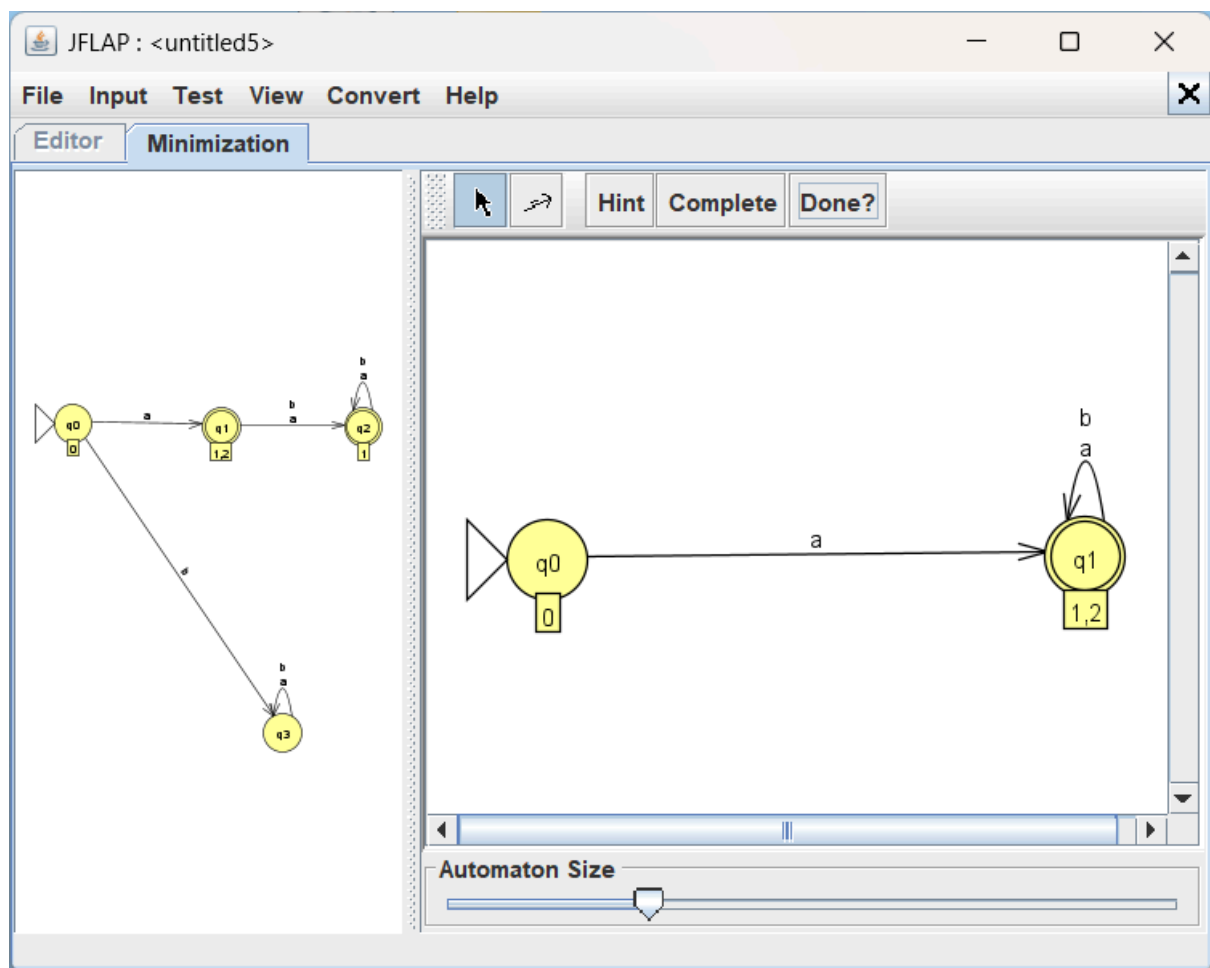 JFLAP : <untitled5>
File Input Test View Convert Help
Editor Minimization
Hint Complete Done?
b
a
q0
0
a
q1
1,2
b
a
b
a
q2
1
b
a
q3
q0
0
a
b
a
q1
1,2
Automaton Size